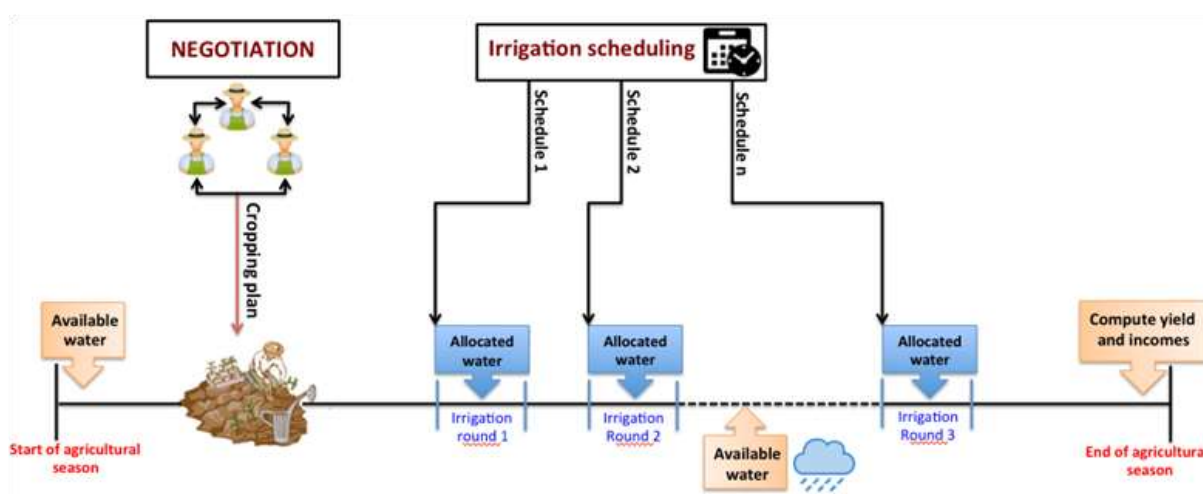 NEGOTIATION
Irrigation scheduling
Schedule 1
Schedule 2
Schedule n
Cropping plan
Available
water
Allocated
water
Allocated
water
Allocated
water
Compute yield
and incomes
Start of agricultural
season
Irrigation
round 1
Irrigation
Round 2
Available
water
Irrigation
Round 3
End of agricultura
season